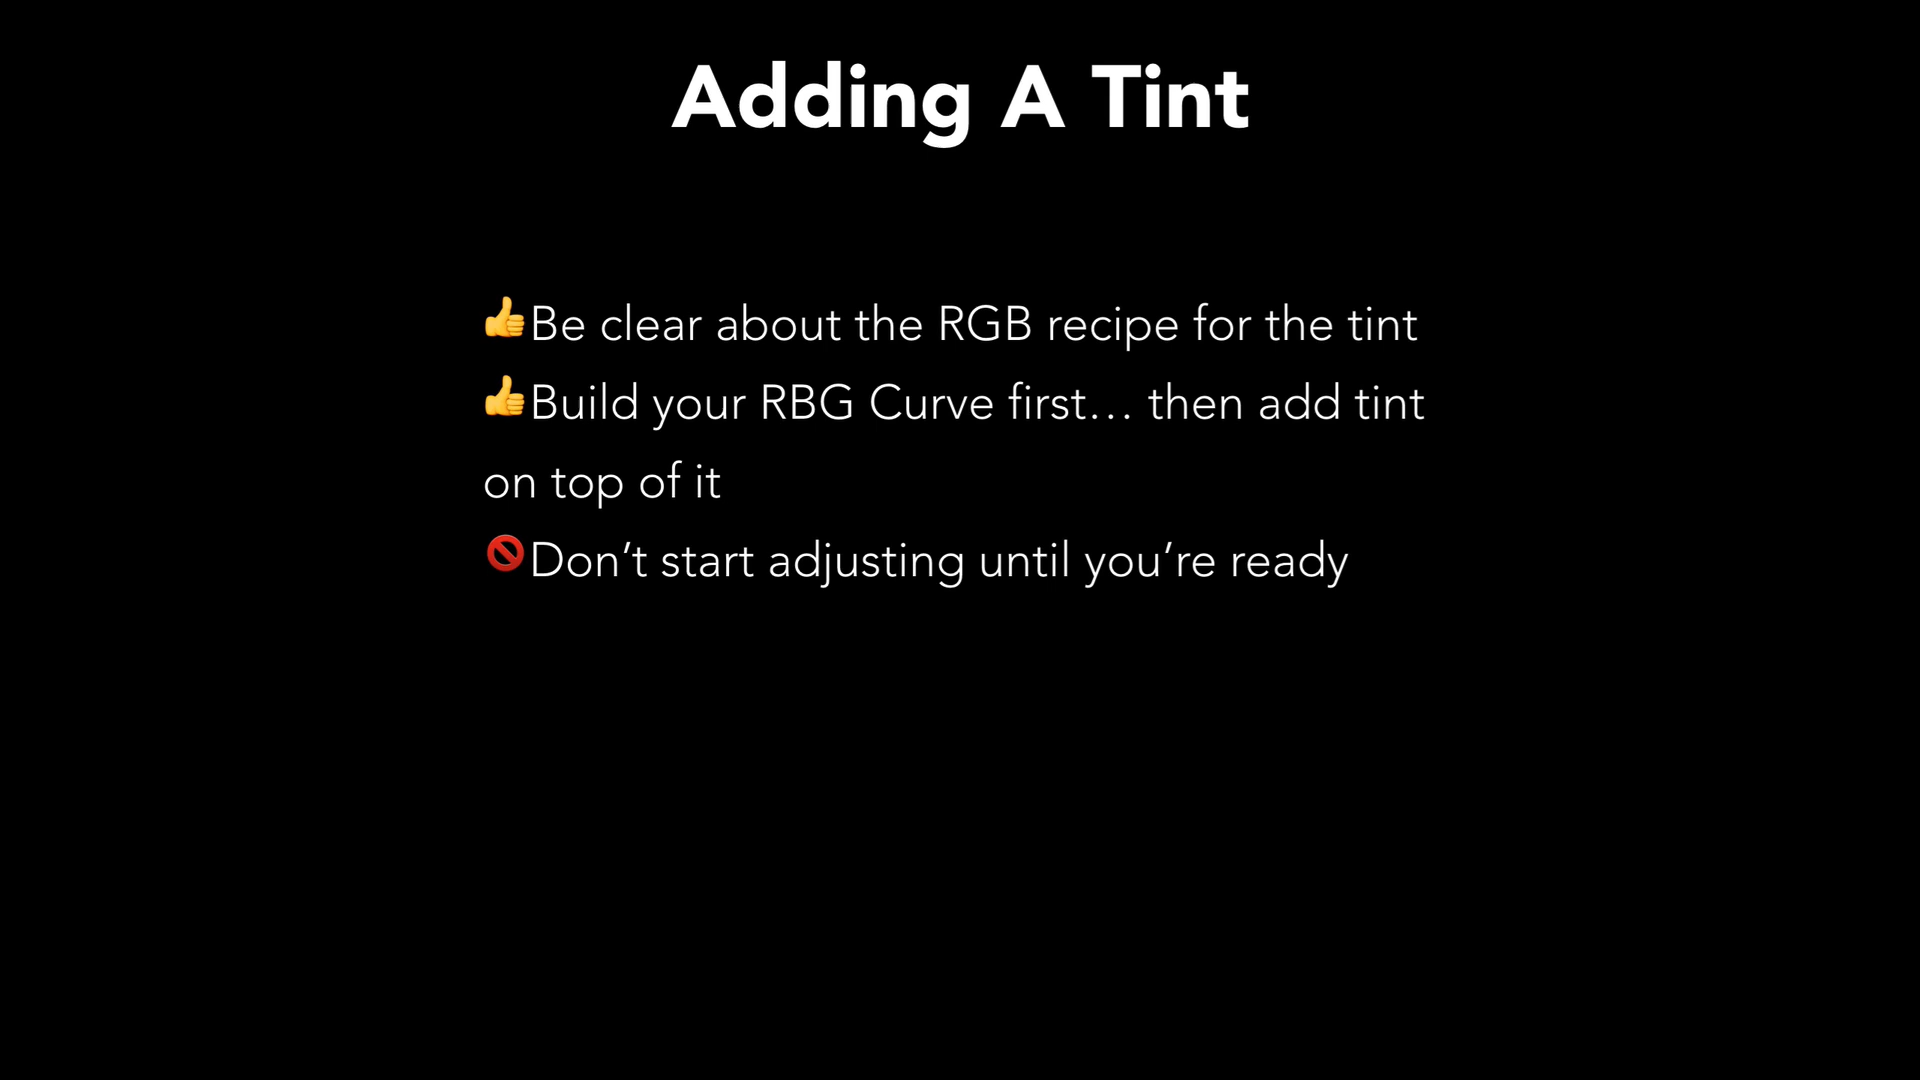 Adding A Tint
👍Be clear about the RGB recipe for the tint
👍Build your RBG Curve first… then add tint
on top of it
🚫Don’t start adjusting until you’re ready